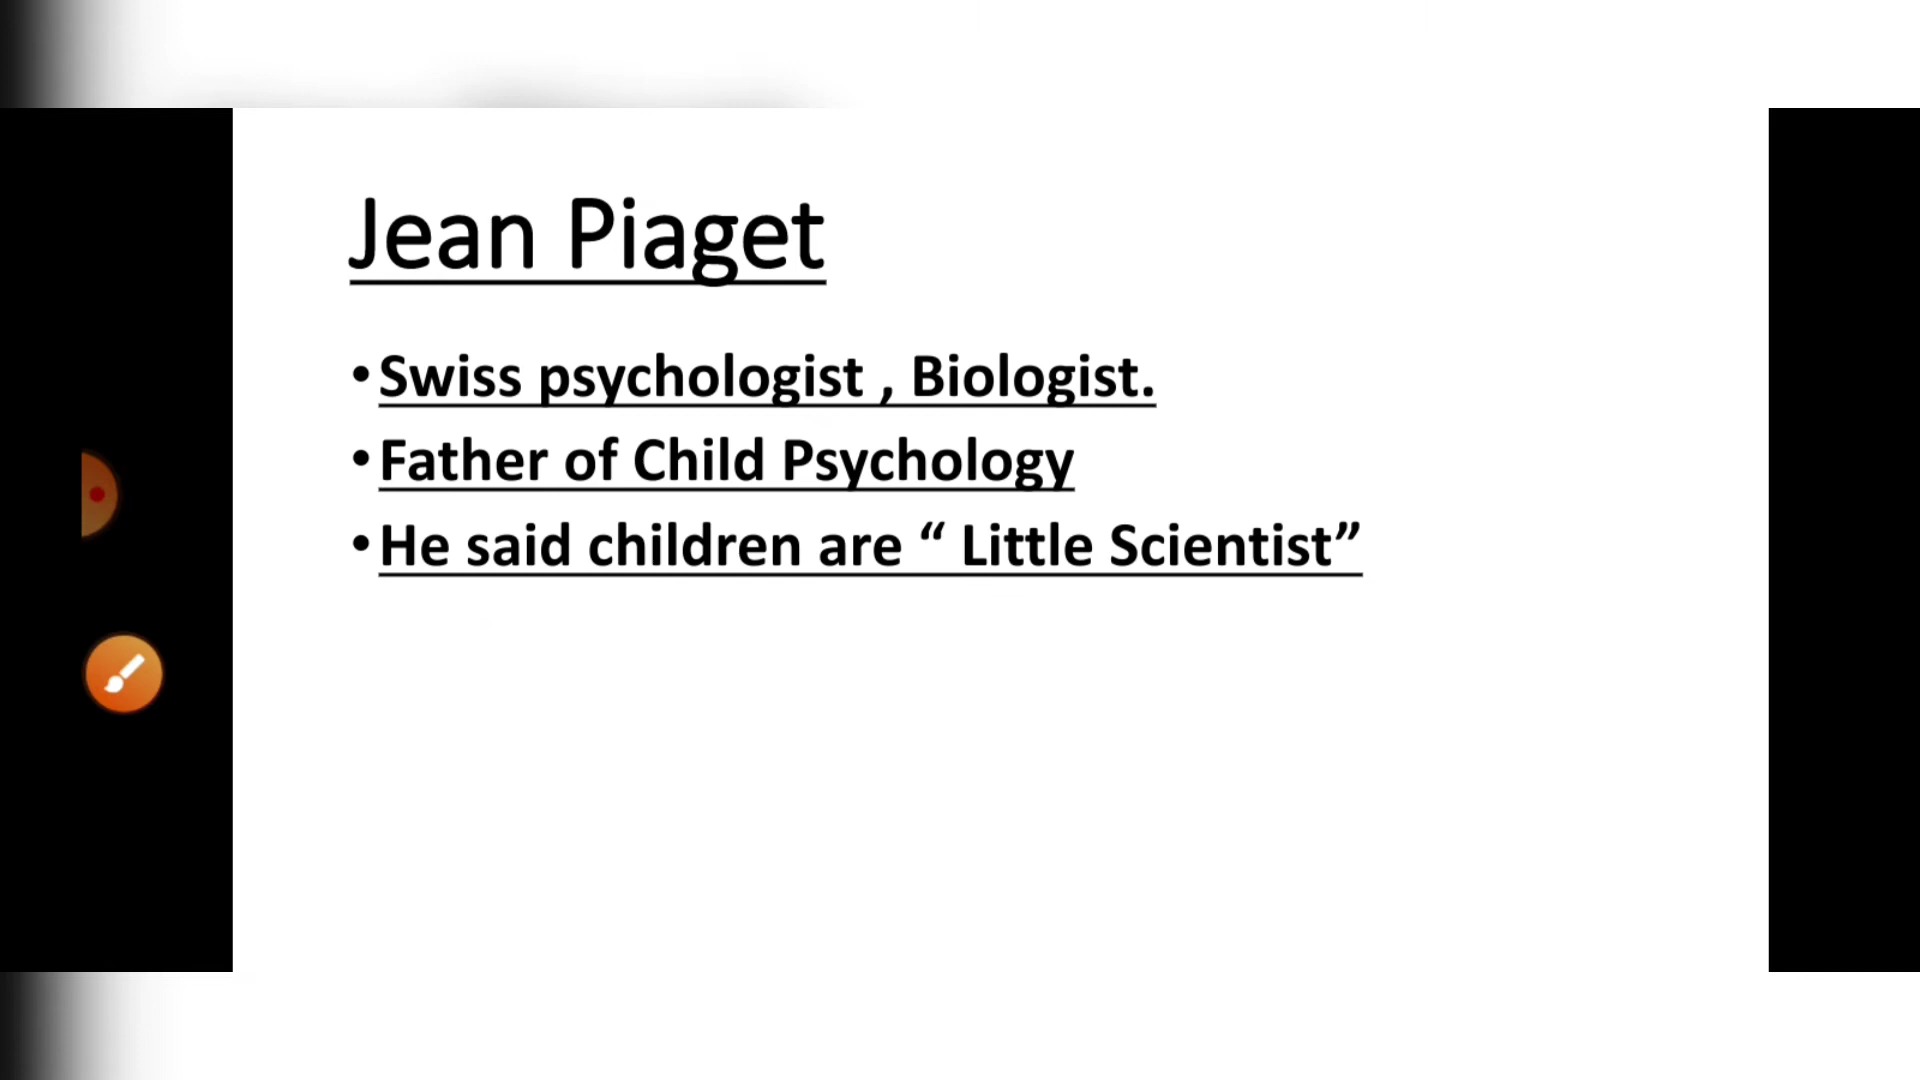 Jean Piaget
•Swiss psychologist , Biologist.
•Father of Child Psychology
•He said children are “ Little Scientist”